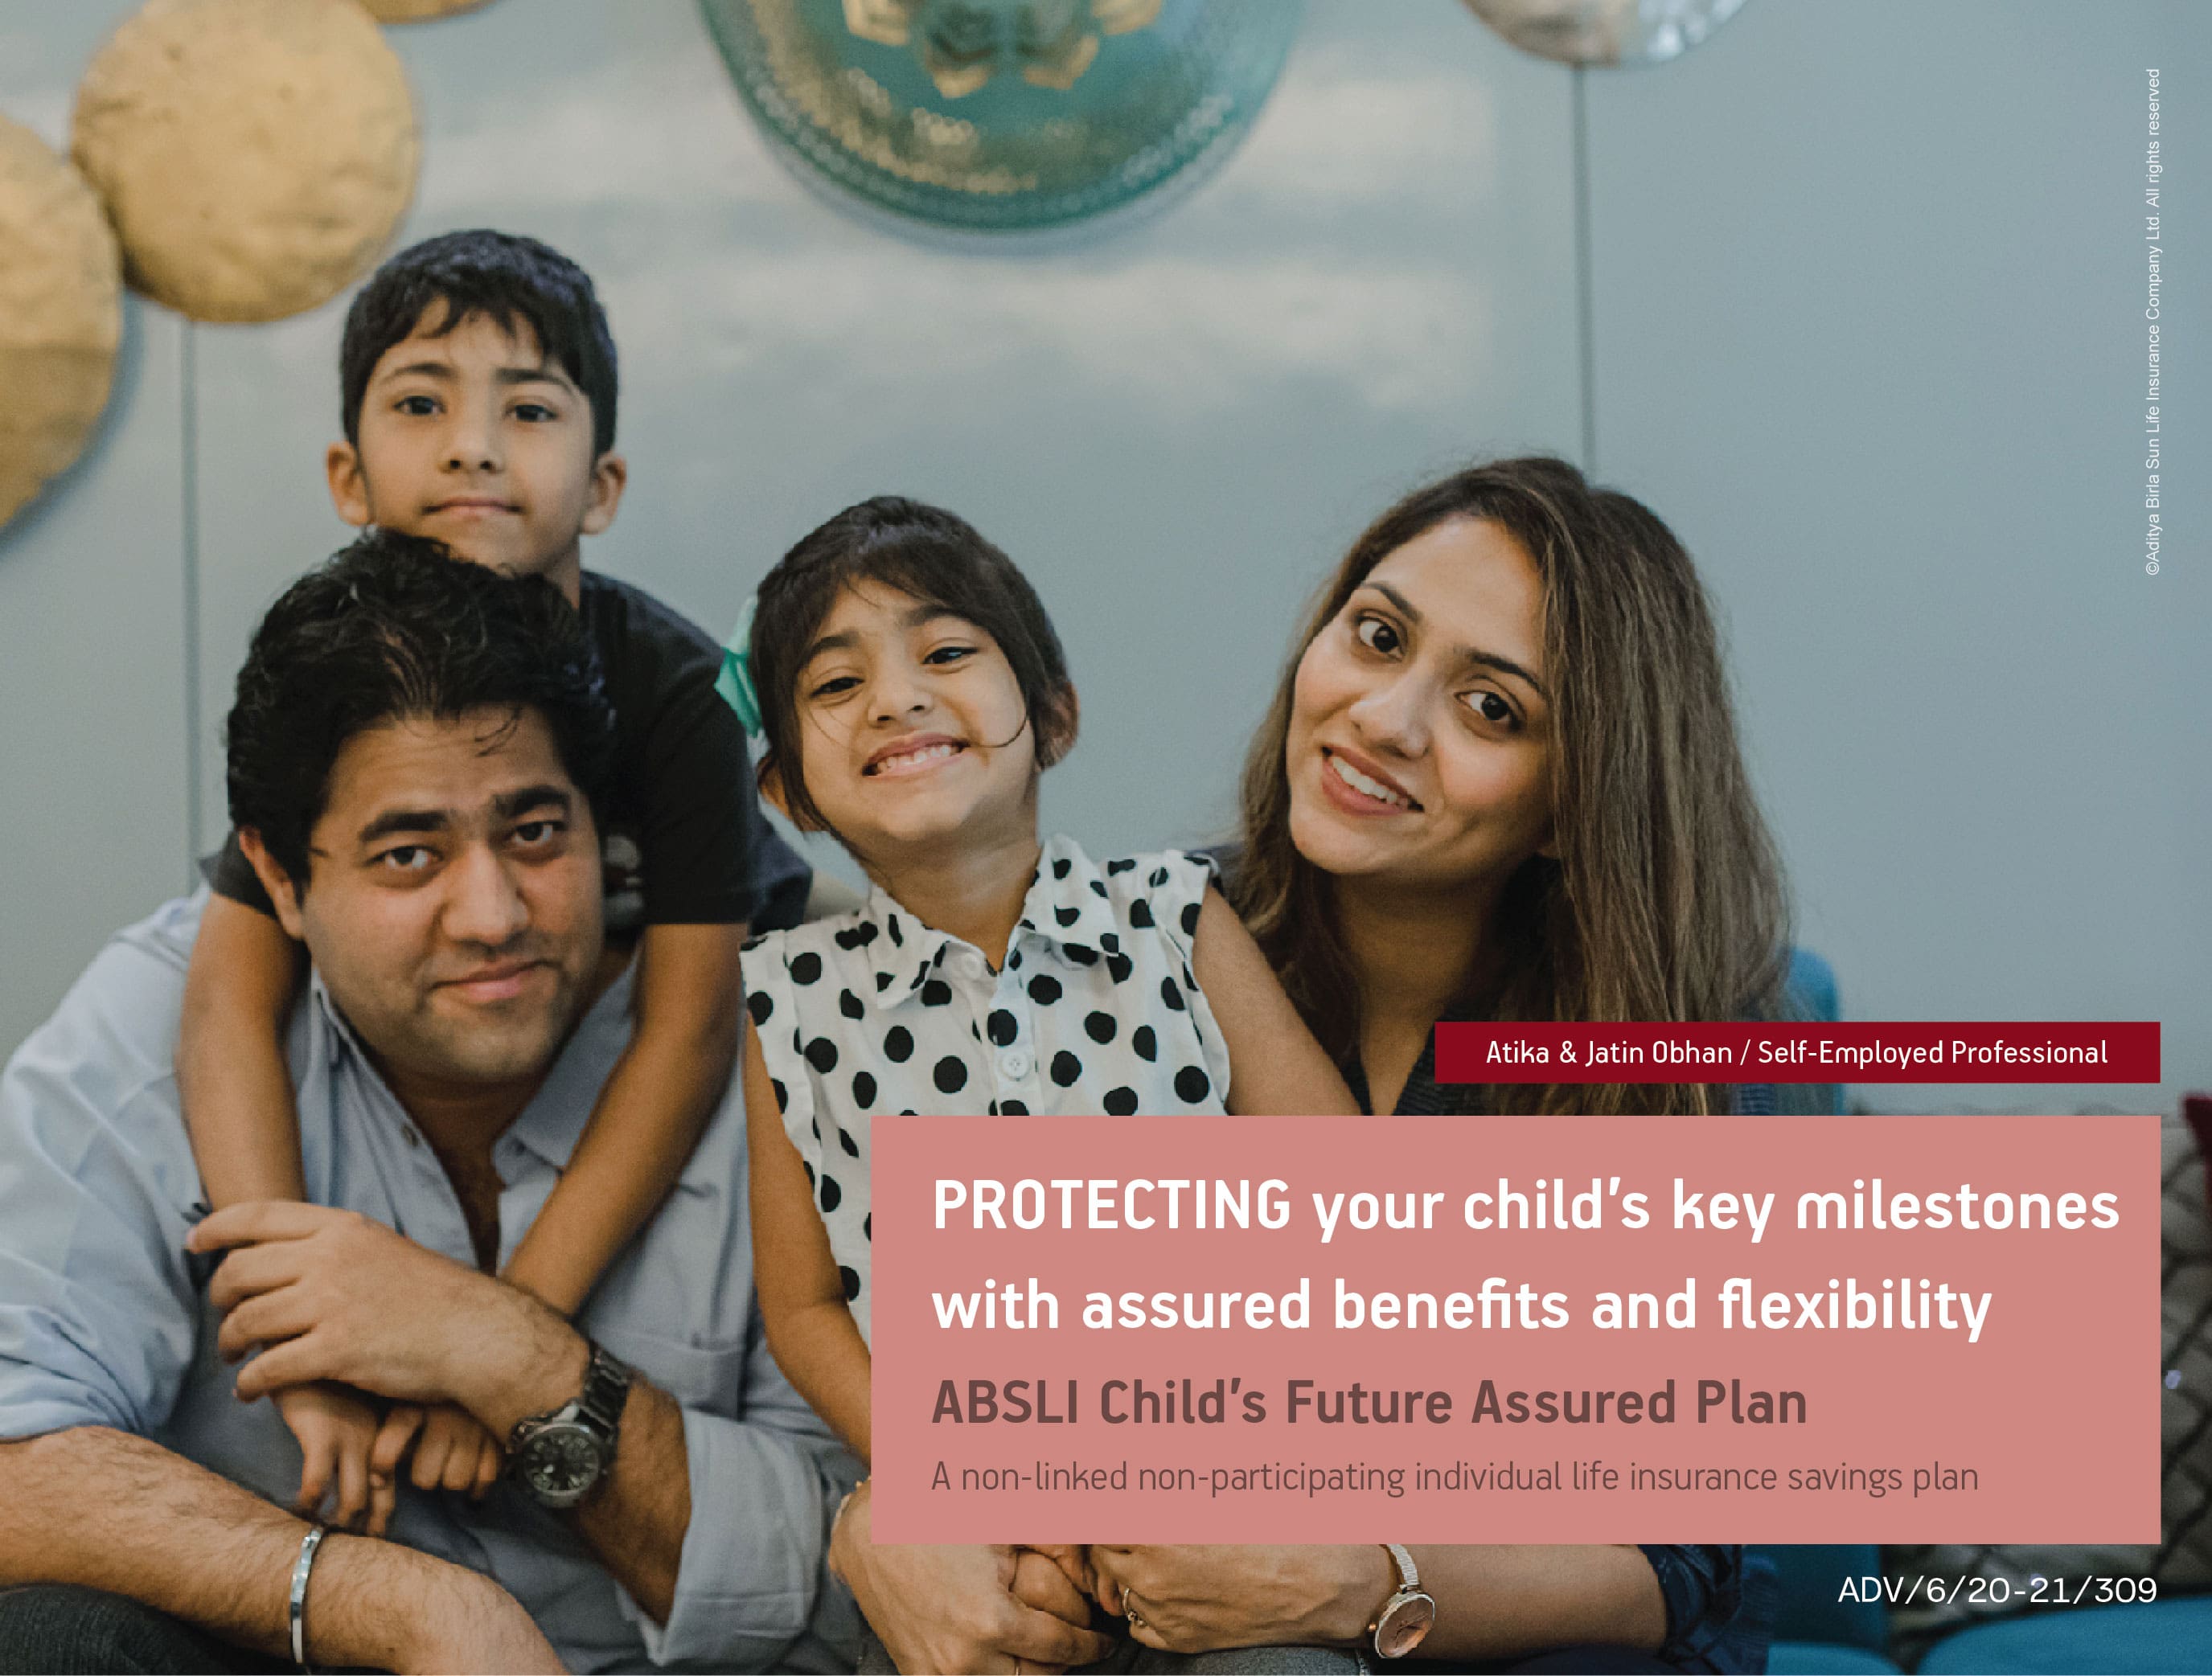 ©Aditya Birla Sun Life Insurance Company Ltd. All rights reserved
Atika & Jatin Obhan / Self-Employed Professional
PROTECTING your child's key milestones
with assured benefits and flexibility
ABSLI Child's Future Assured Plan
A non-linked non-participating individual life insurance savings plan
ADV/6/20-21/309